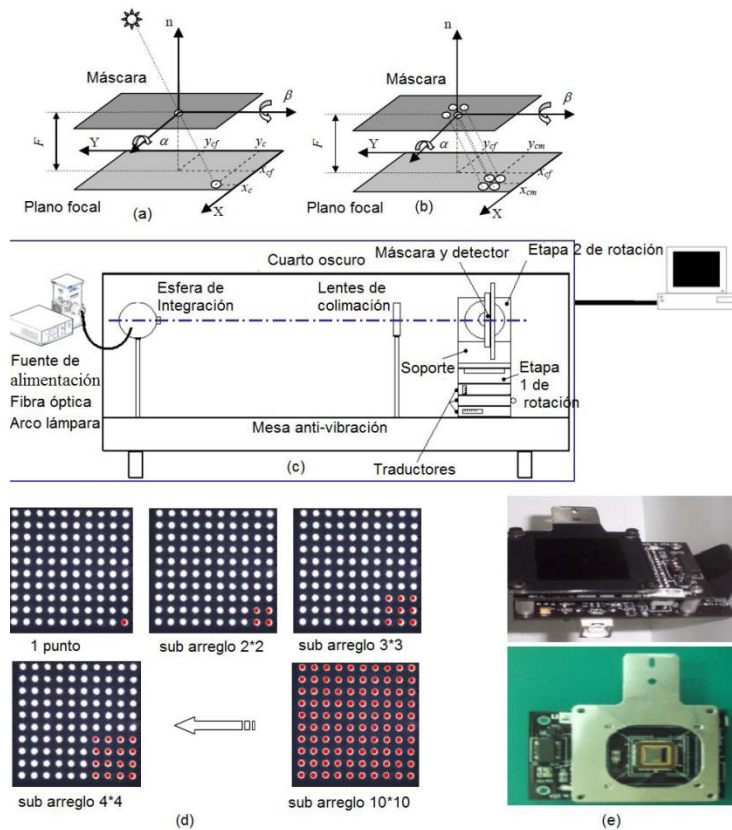 n
n
Máscara
Máscara
β
β
F
F
Y
α
y_cf
y_c
x_cf
x_c
Y
α
y_cf
y_cm
x_cf
x_cm
Plano focal
(a)
X
Plano focal
(b)
X
Cuarto oscuro
Máscara y detector
Etapa 2 de rotación
Esfera de
Integración
Lentes de
colimación
Fuente de
alimentación
Fibra óptica
Arco lámpara
Soporte
Etapa
1 de
rotación
Mesa anti-vibración
(c)
Traductores
1 punto
sub arreglo 2*2
sub arreglo 3*3
sub arreglo 4*4
sub arreglo 10*10
(d)
(e)